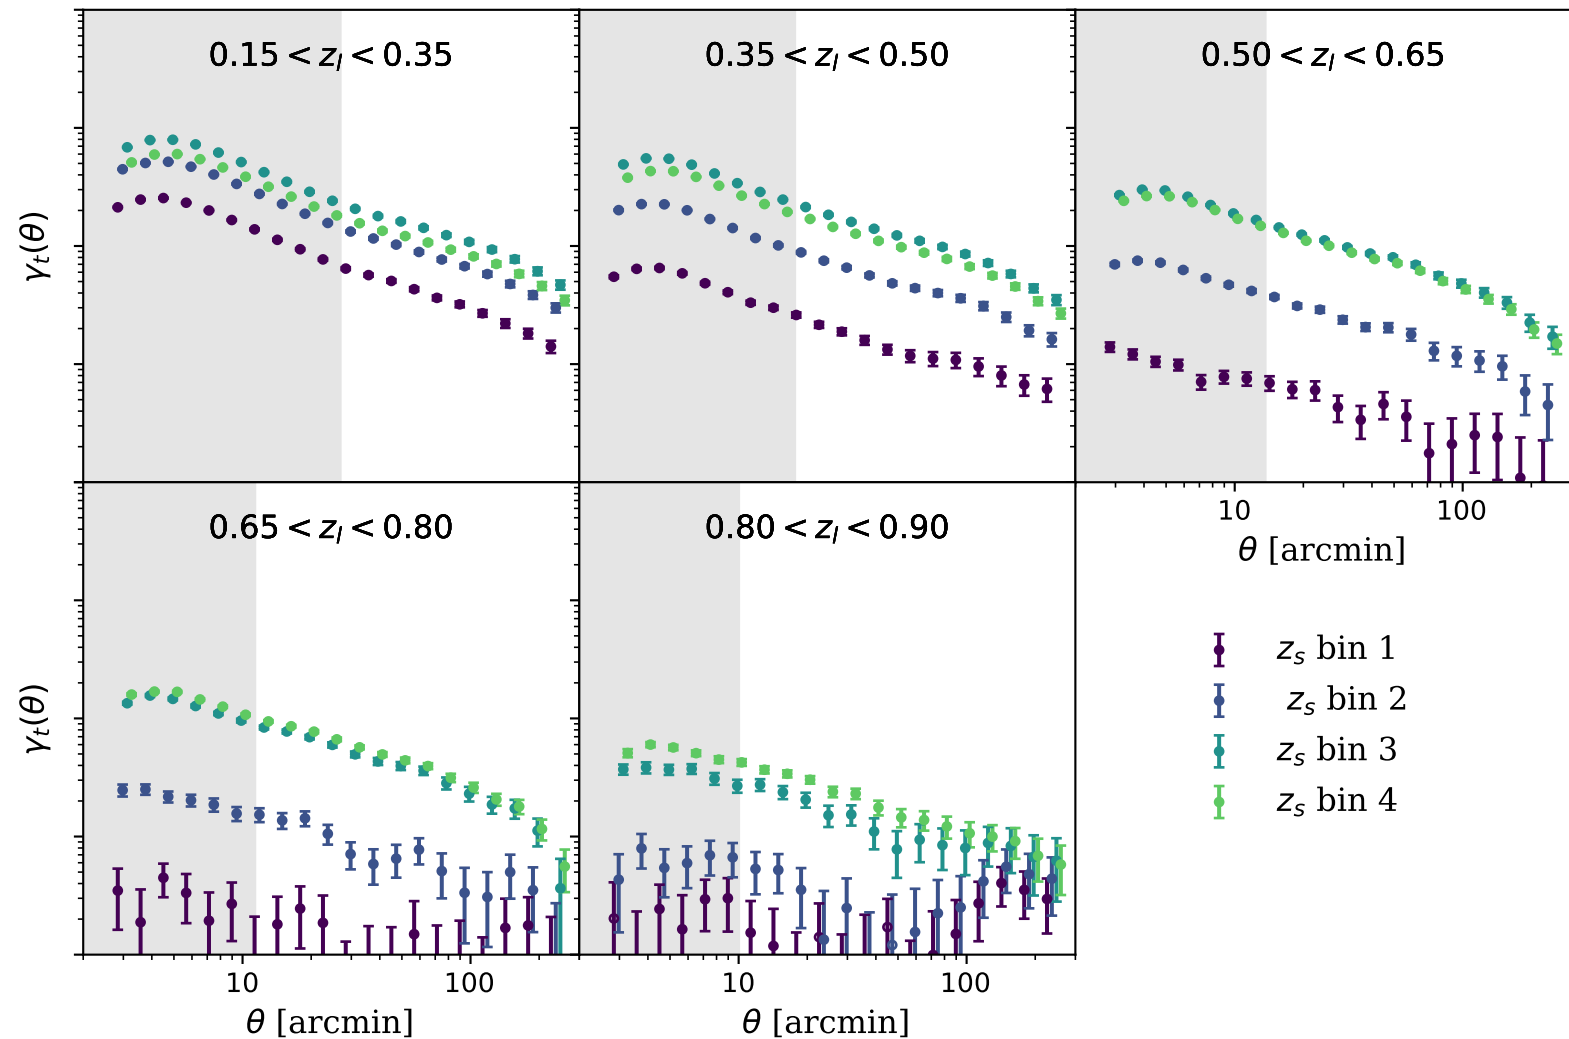 0.15 < z_l < 0.35
0.35 < z_l < 0.50
0.50 < z_l < 0.65
γ_t(θ)
10 100
θ [arcmin]
0.65 < z_l < 0.80
0.80 < z_l < 0.90
γ_t(θ)
z_s bin 1
z_s bin 2
z_s bin 3
z_s bin 4
10 100
10 100
θ [arcmin]
θ [arcmin]